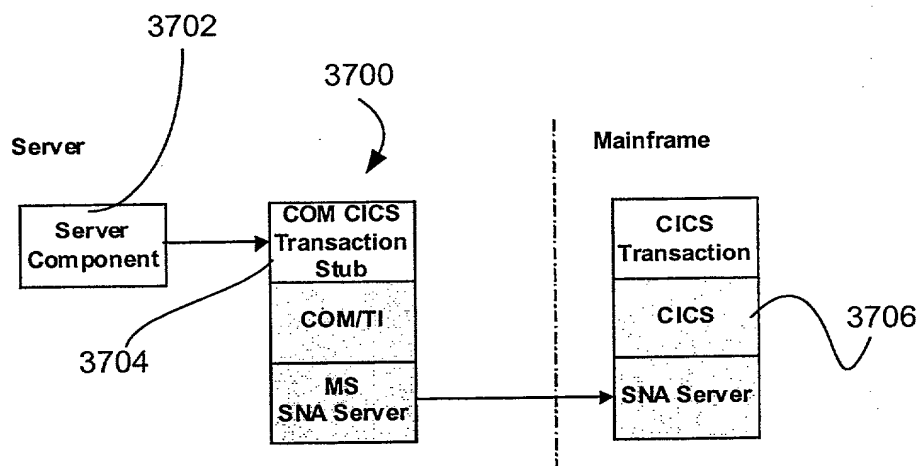 3702
3700
Server
Mainframe
Server
Component
COM CICS
Transaction
Stub
COM/TI
MS
SNA Server
CICS
Transaction
CICS
SNA Server
3704
3706